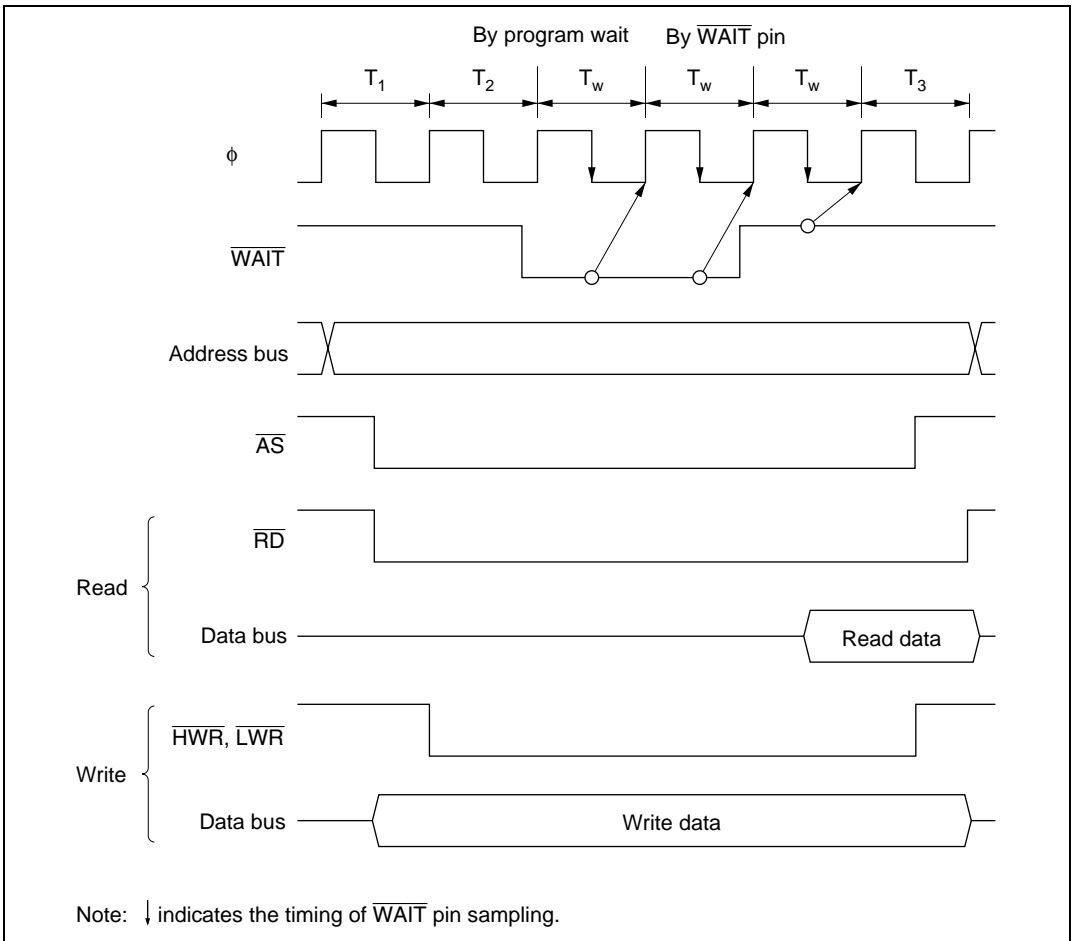 By program wait By WAIT pin
T1 T2 Tw Tw Tw T3
ϕ
WAIT
Address bus
AS
RD
Read
Data bus
Read data
HWR, LWR
Write
Data bus
Write data
Note: ↓ indicates the timing of WAIT pin sampling.